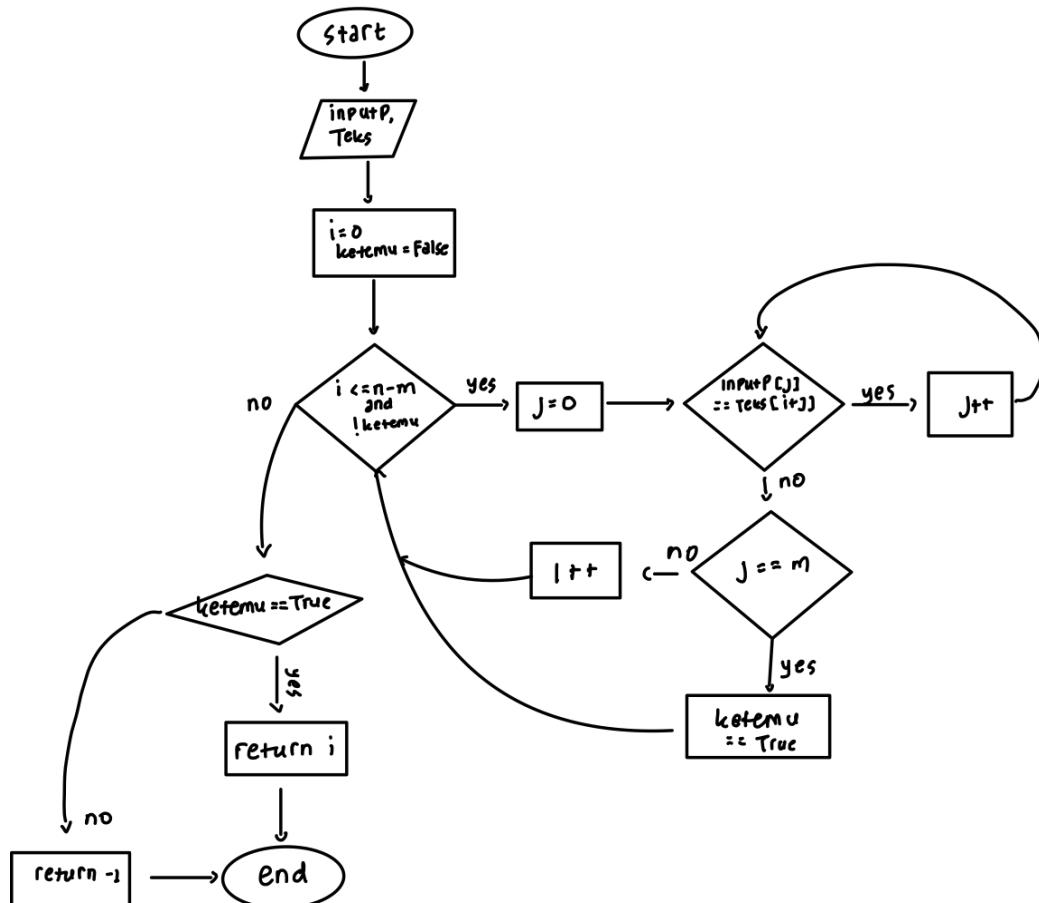 start
inputP,
Teks
i=0
ketemu = False
i <= n-m
and
!ketemu
yes
no
J=0
inputP[J]
== Teks[i+J]
yes
J++
no
J == m
no
I++
yes
ketemu
== True
ketemu == True
yes
return i
no
return -1
end